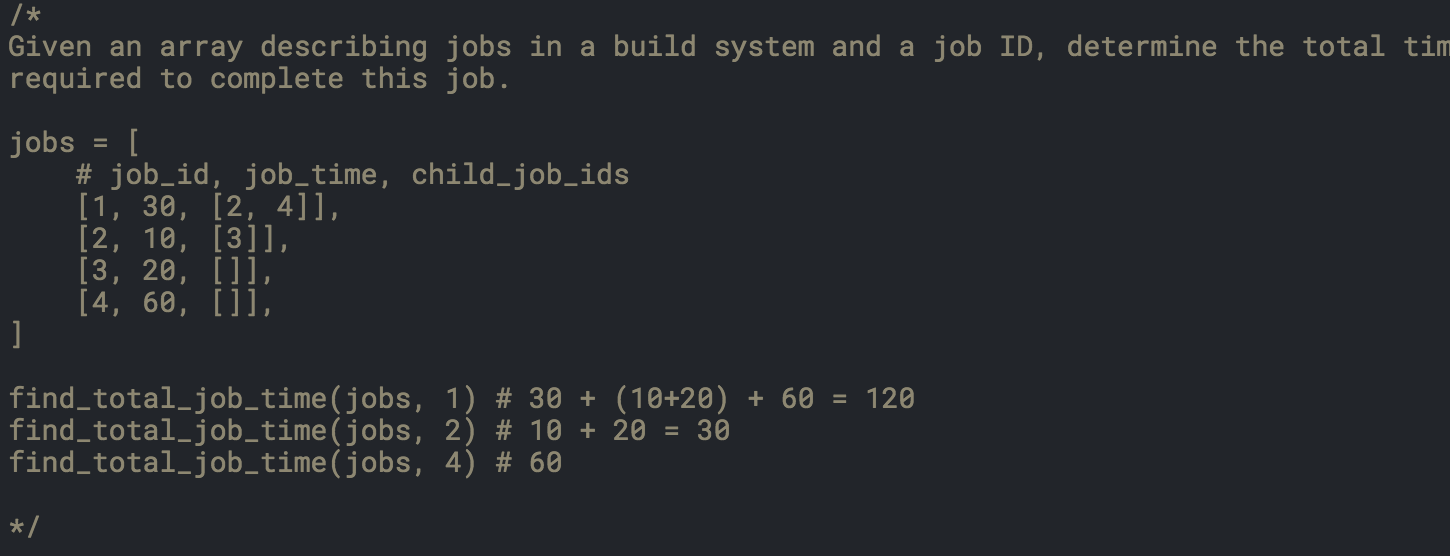 /*
Given an array describing jobs in a build system and a job ID, determine the total tim
required to complete this job.
jobs = [
    # job_id, job_time, child_job_ids
    [1, 30, [2, 4]],
    [2, 10, [3]],
    [3, 20, []],
    [4, 60, []],
]
find_total_job_time(jobs, 1) # 30 + (10+20) + 60 = 120
find_total_job_time(jobs, 2) # 10 + 20 = 30
find_total_job_time(jobs, 4) # 60
*/